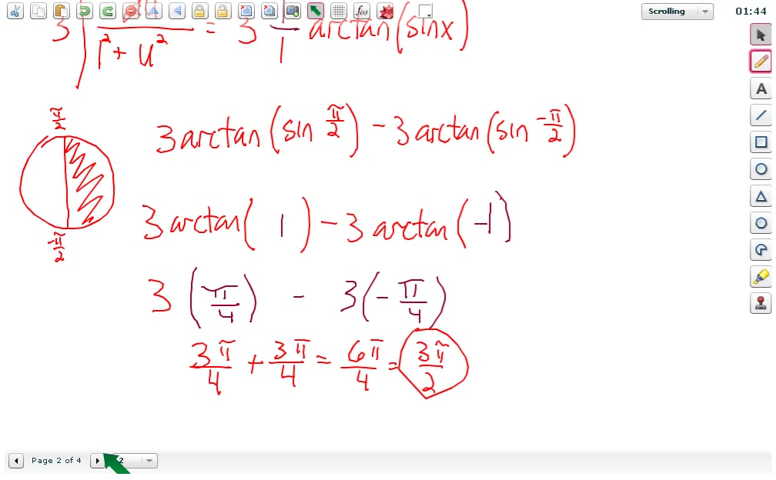 Scrolling 01:44
3 ∫ du/(1² + u²) = 3 1/1 arctan(sinx)
π/2
3arctan(sin π/2) - 3arctan(sin -π/2)
3arctan( 1 ) - 3arctan(-1)
-π/2
3 (π/4) - 3(-π/4)
3π/4 + 3π/4 = 6π/4 = 3π/2
Page 2 of 4